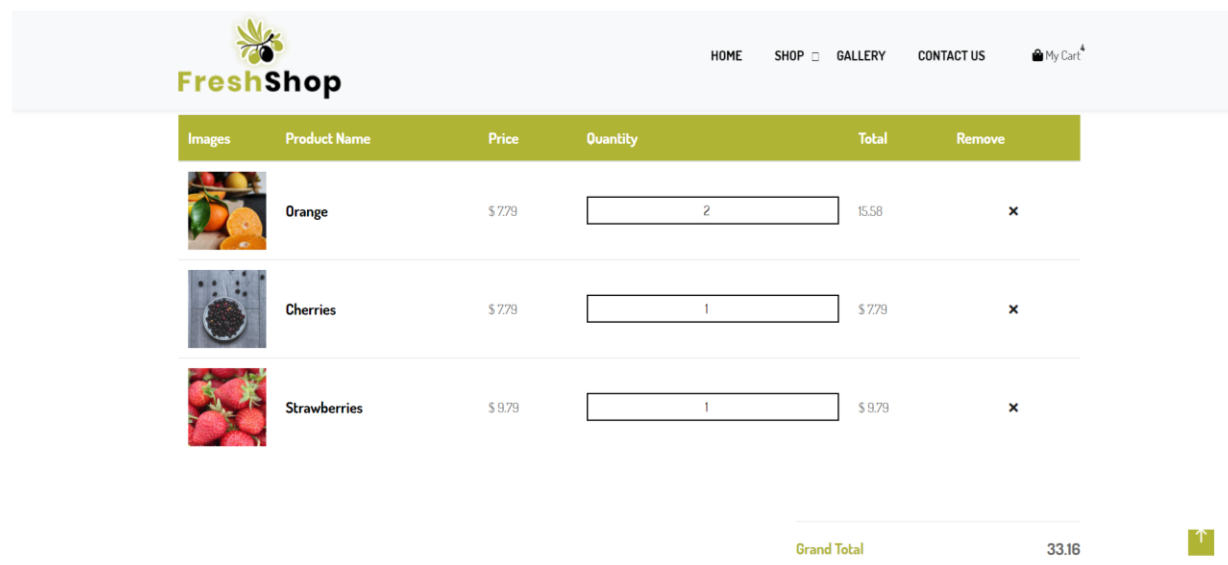 FreshShop
HOME SHOP GALLERY CONTACT US My Cart 4
Images Product Name Price Quantity Total Remove
Orange $ 7.79 2 15.58 ×
Cherries $ 7.79 1 $ 7.79 ×
Strawberries $ 9.79 1 $ 9.79 ×
Grand Total 33.16